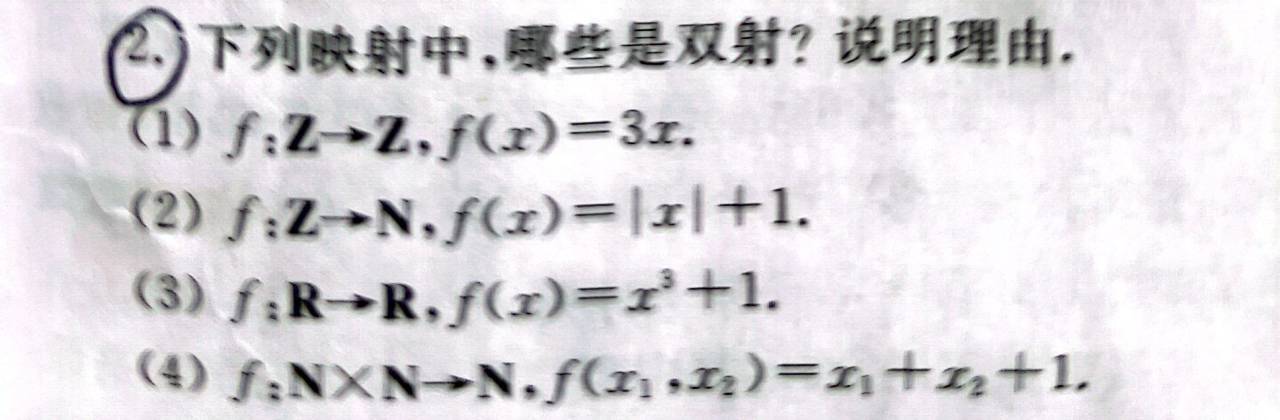 2. 下列映射中,哪些是双射? 说明理由.
(1) f:Z→Z,f(x)=3x.
(2) f:Z→N,f(x)=|x|+1.
(3) f:R→R,f(x)=x³+1.
(4) f:N×N→N,f(x₁,x₂)=x₁+x₂+1.